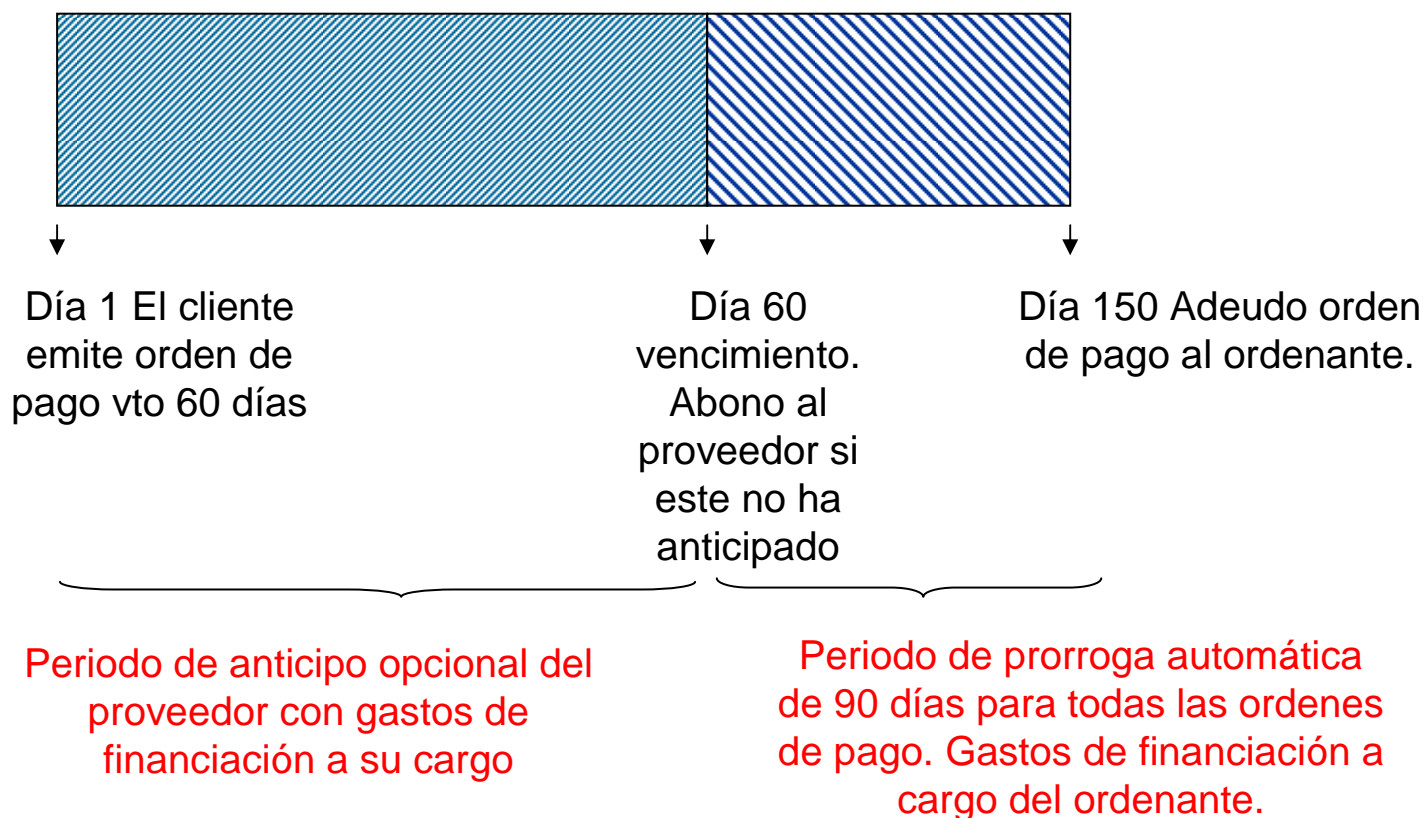 Día 1 El cliente
emite orden de
pago vto 60 días
Día 60
vencimiento.
Abono al
proveedor si
este no ha
anticipado
Día 150 Adeudo orden
de pago al ordenante.
Periodo de anticipo opcional del
proveedor con gastos de
financiación a su cargo
Periodo de prorroga automática
de 90 días para todas las ordenes
de pago. Gastos de financiación a
cargo del ordenante.